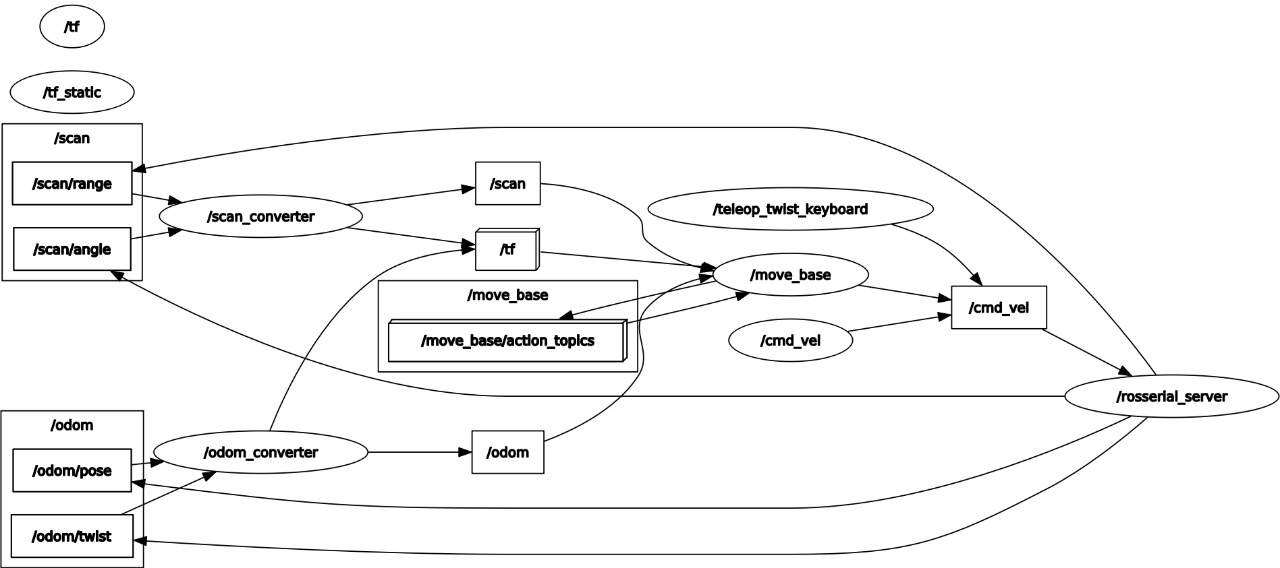 /tf
/tf_static
/scan
/scan/range
/scan/angle
/scan_converter
/scan
/tf
/teleop_twist_keyboard
/move_base
/move_base
/move_base/action_topics
/cmd_vel
/cmd_vel
/rosserial_server
/odom
/odom/pose
/odom/twist
/odom_converter
/odom